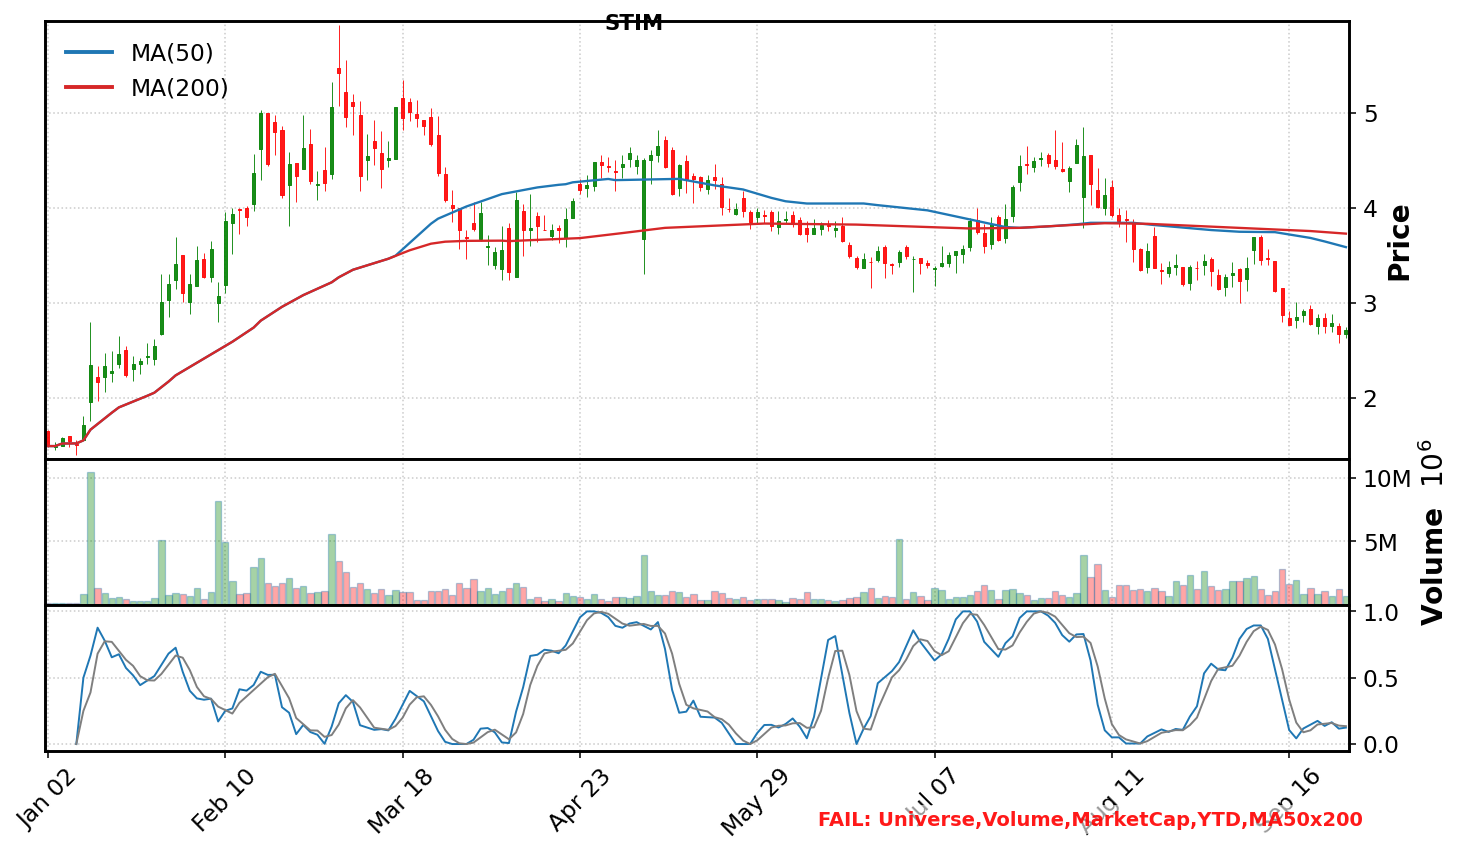 STIM
MA(50)
MA(200)
5
4
3
2
Price
10M
5M
Volume 10^6
1.0
0.5
0.0
Jan 02
Feb 10
Mar 18
Apr 23
May 29
Jul 07
Aug 11
Sep 16
FAIL: Universe,Volume,MarketCap,YTD,MA50x200